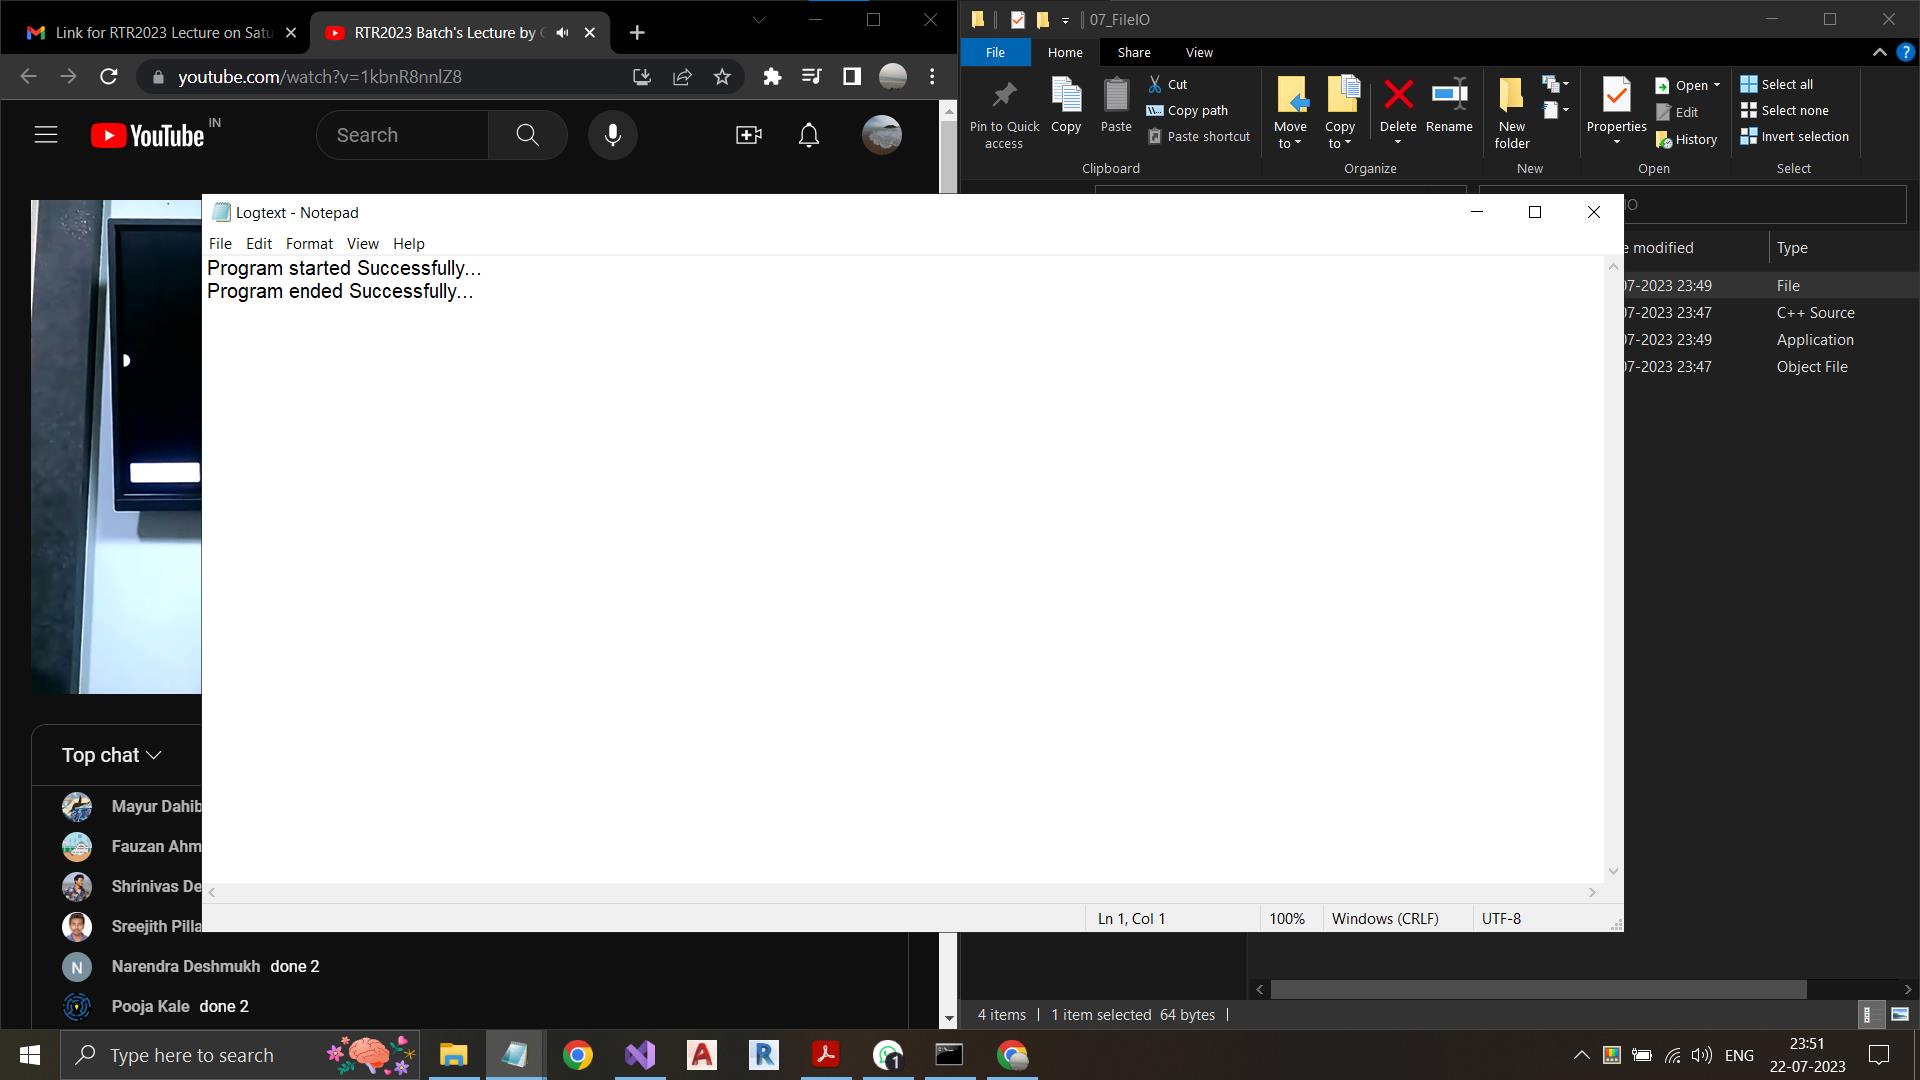 Link for RTR2023 Lecture on Satu
RTR2023 Batch's Lecture by
youtube.com/watch?v=1kbnR8nnlZ8
YouTube IN
Search
07_FileIO
File Home Share View
Pin to Quick access
Copy
Paste
Cut
Copy path
Paste shortcut
Move to
Copy to
Delete
Rename
New folder
Properties
Open
Edit
History
Select all
Select none
Invert selection
Clipboard
Organize
New
Open
Select
Logtext - Notepad
File Edit Format View Help
Program started Successfully...
Program ended Successfully...
Ln 1, Col 1 100% Windows (CRLF) UTF-8
IO
e modified Type
07-2023 23:49 File
07-2023 23:47 C++ Source
07-2023 23:49 Application
07-2023 23:47 Object File
Top chat
Mayur Dahib
Fauzan Ahm
Shrinivas De
Sreejith Pilla
N Narendra Deshmukh done 2
Pooja Kale done 2
4 items 1 item selected 64 bytes
Type here to search
ENG
23:51
22-07-2023